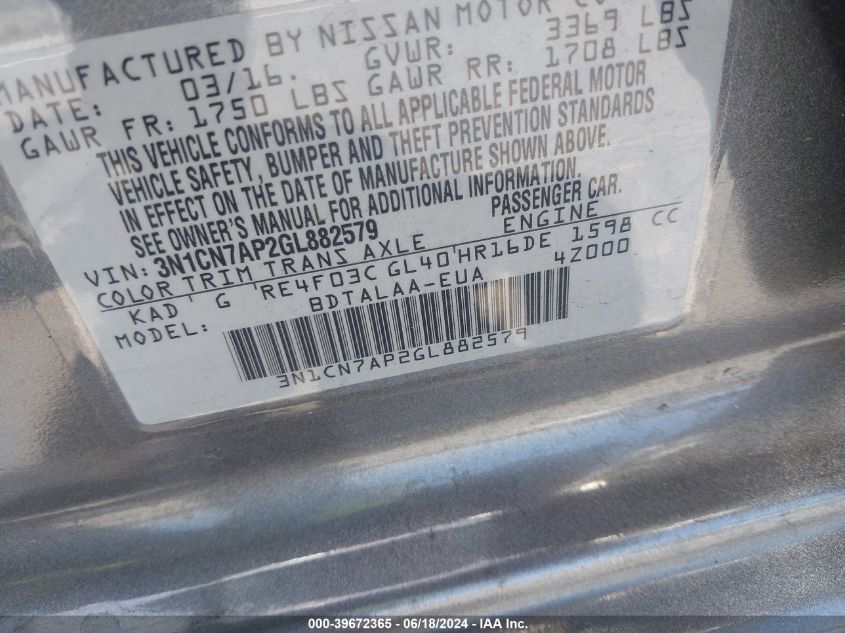 MANUFACTURED BY NISSAN MOTOR CO
DATE: 03/16. GVWR: 3369 LBS
GAWR FR: 1750 LBS GAWR RR: 1708 LBS
THIS VEHICLE CONFORMS TO ALL APPLICABLE FEDERAL MOTOR
VEHICLE SAFETY, BUMPER AND THEFT PREVENTION STANDARDS
IN EFFECT ON THE DATE OF MANUFACTURE SHOWN ABOVE.
SEE OWNER'S MANUAL FOR ADDITIONAL INFORMATION.
VIN: 3N1CN7AP2GL882579 PASSENGER CAR.
COLOR TRIM TRANS AXLE ENGINE
KAD G RE4F03C GL40 HR16DE 1598 CC
MODEL: BDTALAA-EUA 4Z000
3N1CN7AP2GL882579
000-39672365 - 06/18/2024 - IAAI.com